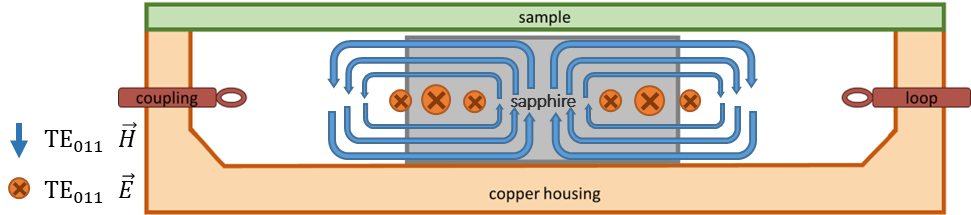 sample
coupling
sapphire
loop
TE₀₁₁ H⃗
TE₀₁₁ E⃗
copper housing